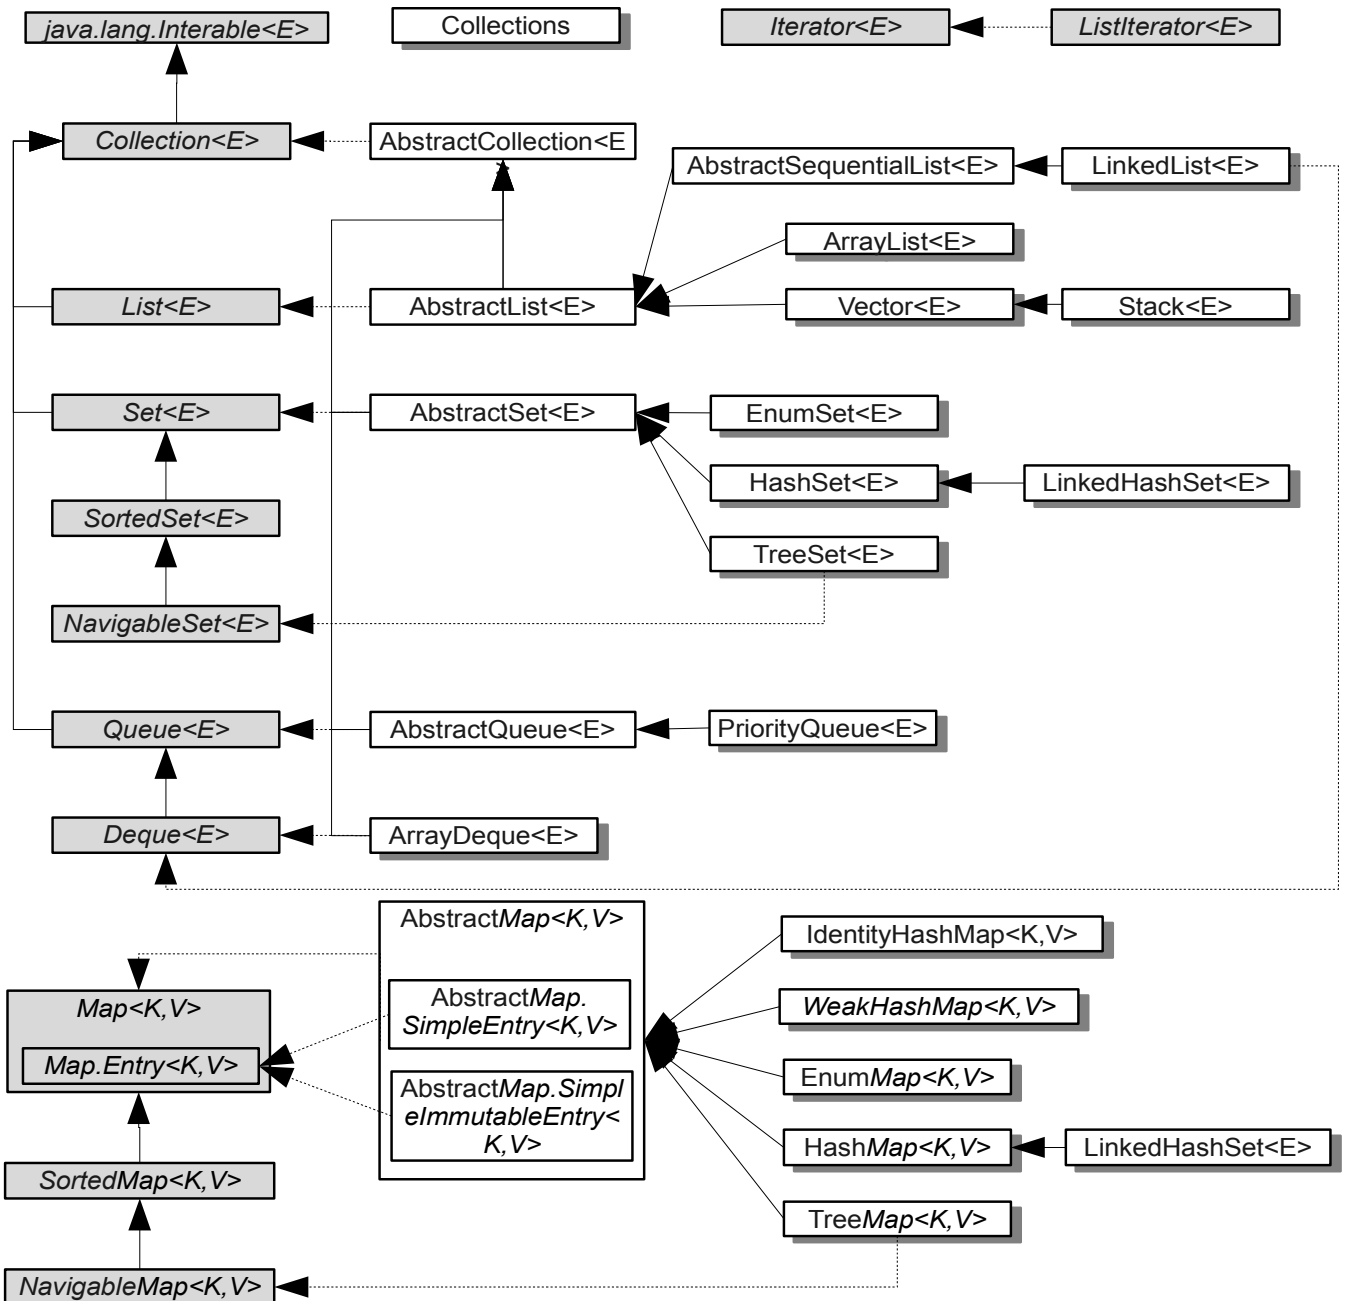 java.lang.Interable<E>
Collections
Iterator<E>
ListIterator<E>
Collection<E>
AbstractCollection<E
AbstractSequentialList<E>
LinkedList<E>
ArrayList<E>
List<E>
AbstractList<E>
Vector<E>
Stack<E>
Set<E>
AbstractSet<E>
EnumSet<E>
HashSet<E>
LinkedHashSet<E>
SortedSet<E>
TreeSet<E>
NavigableSet<E>
Queue<E>
AbstractQueue<E>
PriorityQueue<E>
Deque<E>
ArrayDeque<E>
AbstractMap<K,V>
IdentityHashMap<K,V>
Map<K,V>
AbstractMap.
SimpleEntry<K,V>
WeakHashMap<K,V>
Map.Entry<K,V>
EnumMap<K,V>
AbstractMap.Simpl
eImmutableEntry<
K,V>
HashMap<K,V>
LinkedHashSet<E>
SortedMap<K,V>
TreeMap<K,V>
NavigableMap<K,V>